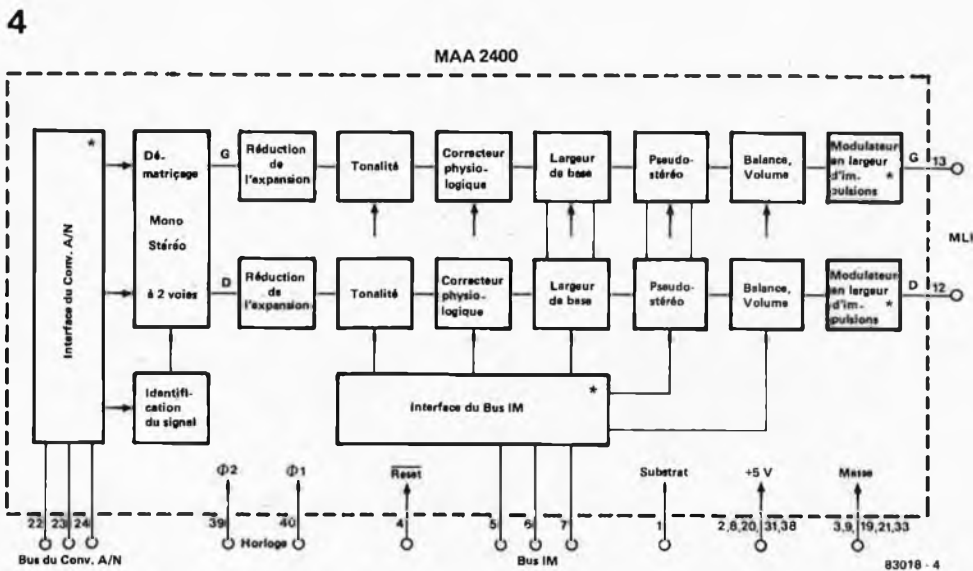 4
MAA 2400
Interface du Conv. A/N
*
Dé-
matriçage
Mono
Stéréo
à 2 voies
G
Réduction
de
l'expansion
Tonalité
Correcteur
physio-
logique
Largeur
de base
Pseudo-
stéréo
Balance,
Volume
Modulateur
en largeur
d'im-
pulsions
*
G
13
MLI
D
Réduction
de
l'expansion
Tonalité
Correcteur
physio-
logique
Largeur
de base
Pseudo-
stéréo
Balance,
Volume
Modulateur
en largeur
d'im-
pulsions
*
D
12
Identifi-
cation
du signal
Interface du Bus IM
*
Φ2
Φ1
Reset
Substrat
+5 V
Masse
22
23
24
39
40
4
5
6
7
1
2,8,20,31,38
3,9,19,21,33
Horloge
Bus du Conv. A/N
Bus IM
83018 - 4